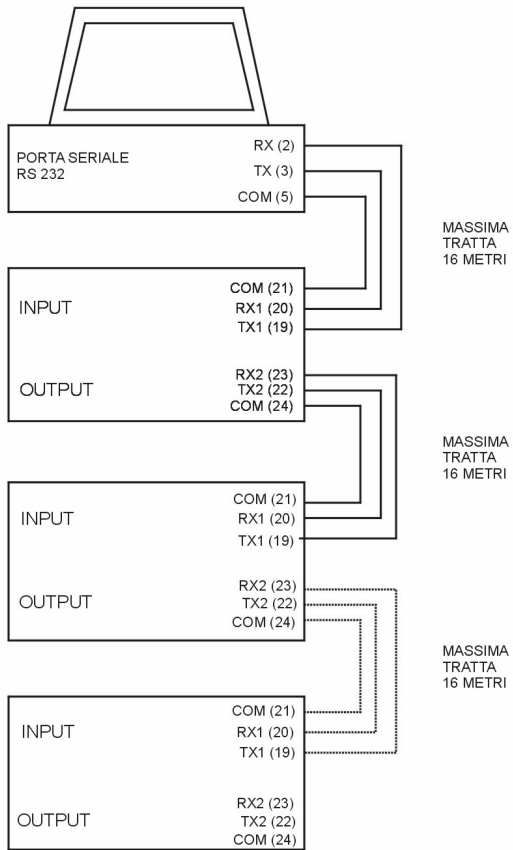 PORTA SERIALE
RS 232
RX (2)
TX (3)
COM (5)
MASSIMA
TRATTA
16 METRI
INPUT
COM (21)
RX1 (20)
TX1 (19)
OUTPUT
RX2 (23)
TX2 (22)
COM (24)
MASSIMA
TRATTA
16 METRI
INPUT
COM (21)
RX1 (20)
TX1 (19)
OUTPUT
RX2 (23)
TX2 (22)
COM (24)
MASSIMA
TRATTA
16 METRI
INPUT
COM (21)
RX1 (20)
TX1 (19)
OUTPUT
RX2 (23)
TX2 (22)
COM (24)